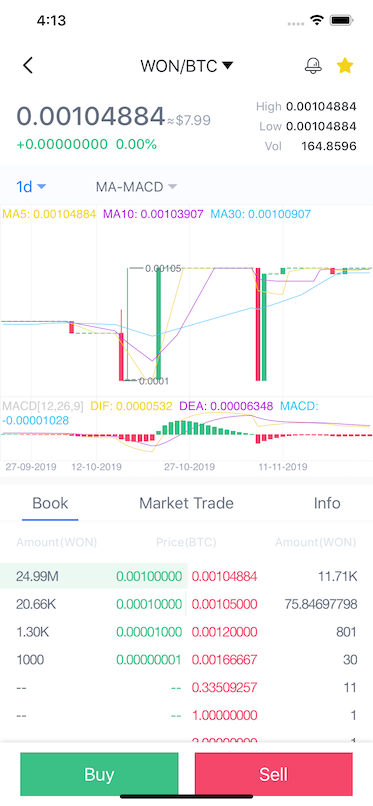 4:13
WON/BTC
0.00104884≈$7.99
+0.00000000 0.00%
High 0.00104884
Low 0.00104884
Vol 164.8596
1d MA-MACD
MA5: 0.00104884 MA10: 0.00103907 MA30: 0.00100907
0.00105
0.0001
MACD[12,26,9] DIF: 0.0000532 DEA: 0.00006348 MACD:
-0.00001028
27-09-2019 12-10-2019 27-10-2019 11-11-2019
Book Market Trade Info
Amount(WON) Price(BTC) Amount(WON)
24.99M 0.00100000 0.00104884 11.71K
20.66K 0.00010000 0.00105000 75.84697798
1.30K 0.00001000 0.00120000 801
1000 0.00000001 0.00166667 30
-- -- 0.33509257 11
-- -- 1.00000000 1
Buy Sell